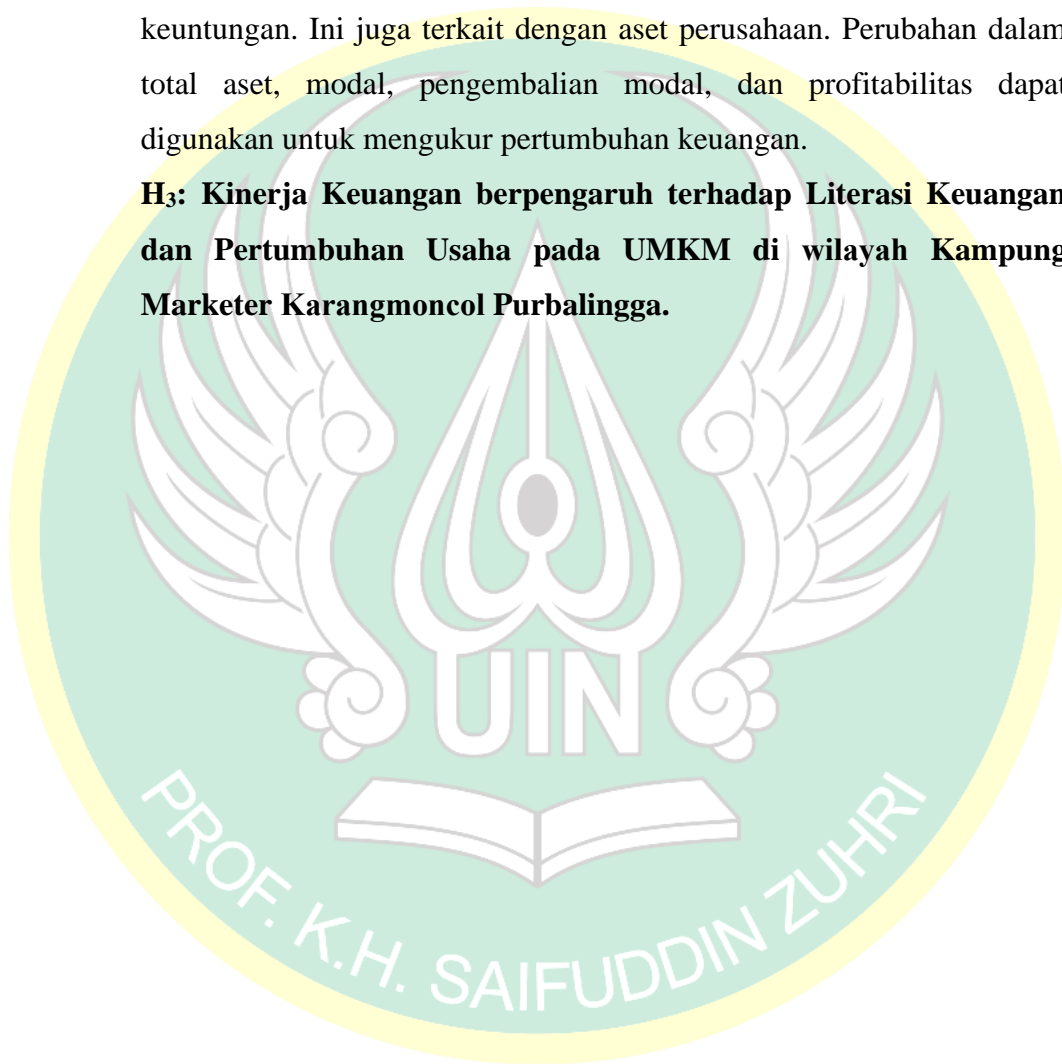 keuntungan. Ini juga terkait dengan aset perusahaan. Perubahan dalam
total aset, modal, pengembalian modal, dan profitabilitas dapat
digunakan untuk mengukur pertumbuhan keuangan.
H₃: Kinerja Keuangan berpengaruh terhadap Literasi Keuangan
dan Pertumbuhan Usaha pada UMKM di wilayah Kampung
Marketer Karangmoncol Purbalingga.
UIN
PROF. K.H. SAIFUDDIN ZUHRI